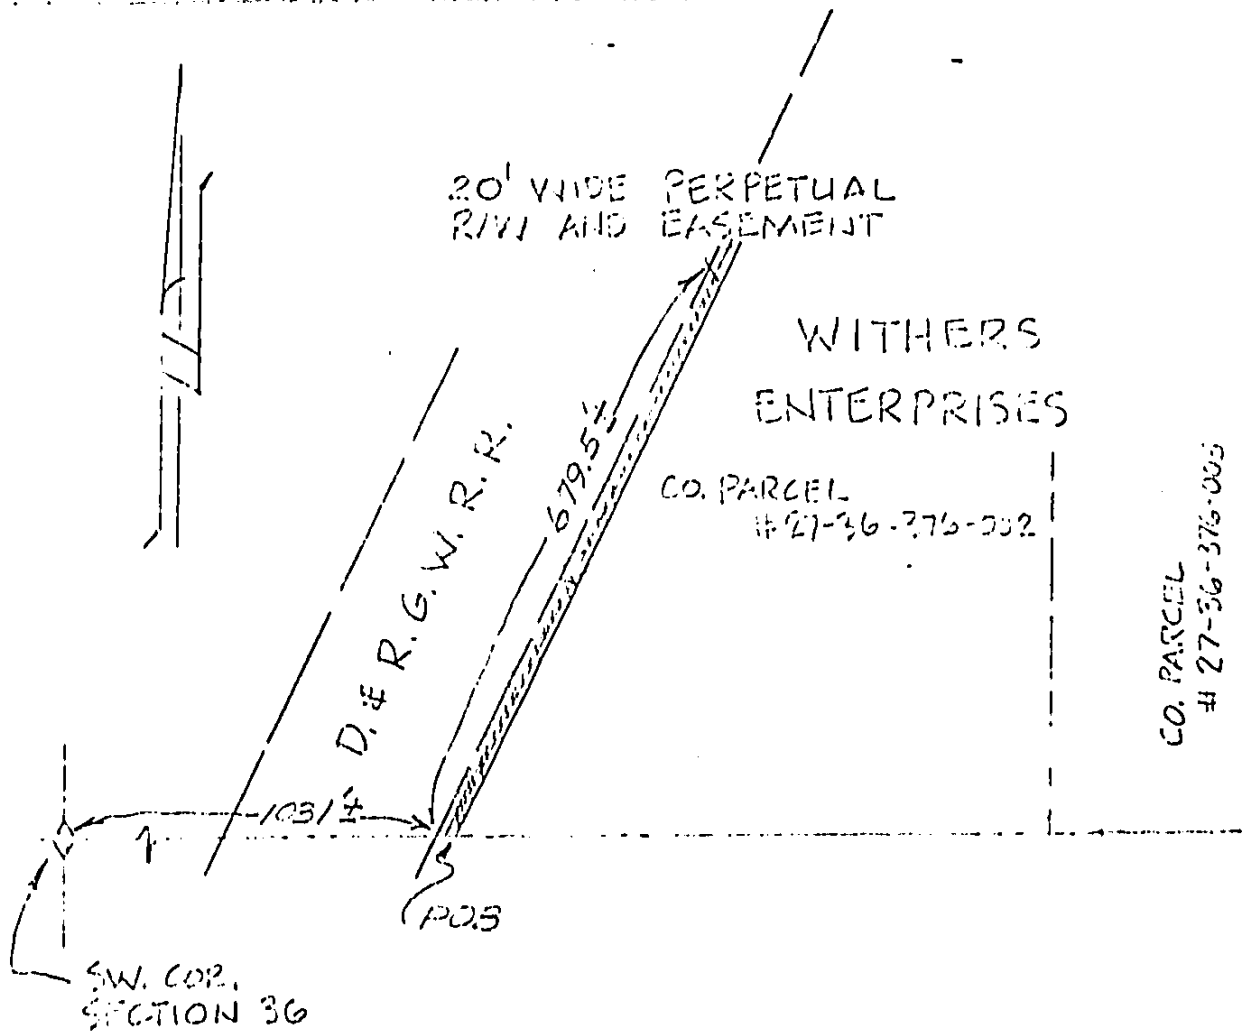 20' WIDE PERPETUAL
R/W AND EASEMENT
WITHERS
ENTERPRISES
CO. PARCEL
# 27-36-376-002
CO. PARCEL
# 27-36-376-003
679.5±
D. & R. G. W. R. R.
1031±
P.O.B
SW. COR.
SECTION 36